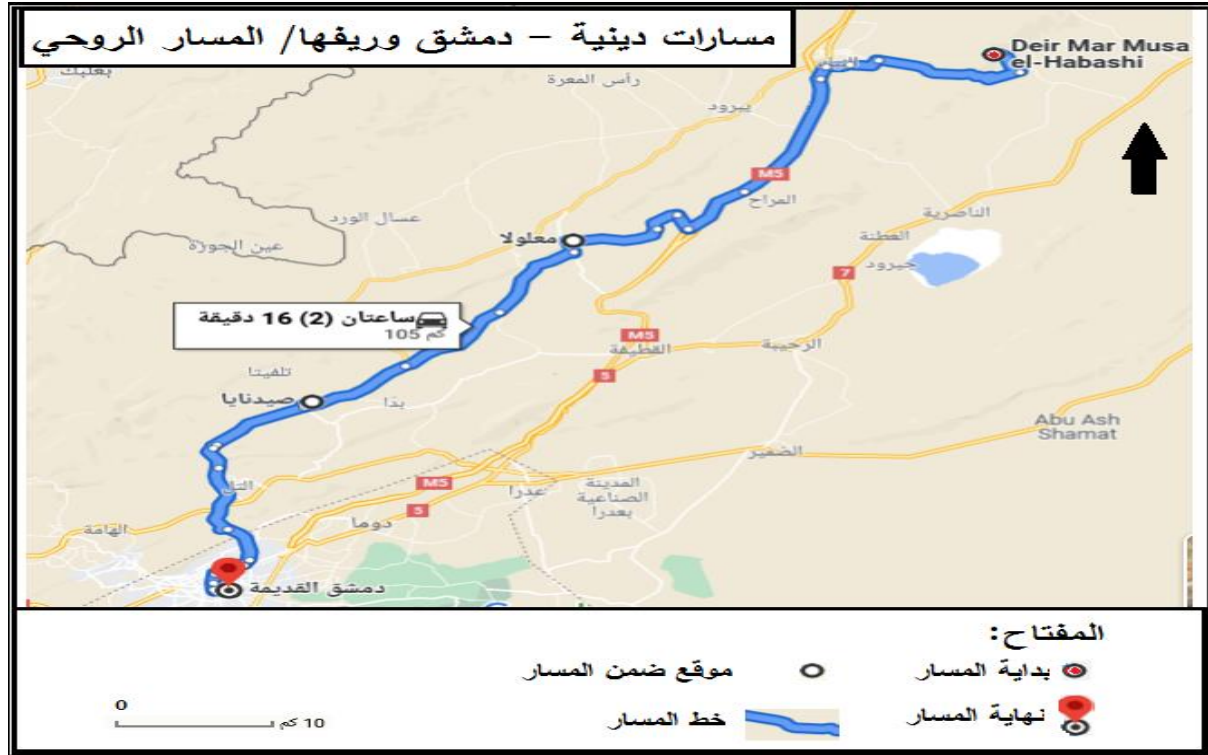 مسارات دينية – دمشق وريفها/ المسار الروحي
بعلبك
رأس المعرة
يبرود
Deir Mar Musa
el-Habashi
M5
المراح
الناصرية
العطنة
جيرود
7
عسال الورد
عين الجوزة
معلولا
ساعتان (2) 16 دقيقة
105 كم
M5
القطيفة
الرحيبة
5
تلفيتا
صيدنايا
بدا
Abu Ash
Shamat
الضمير
المدينة
الصناعية
بعدرا
عدرا
M5
5
دوما
التل
الهامة
دمشق القديمة
المفتاح:
بداية المسار
موقع ضمن المسار
نهاية المسار
خط المسار
0
10 كم